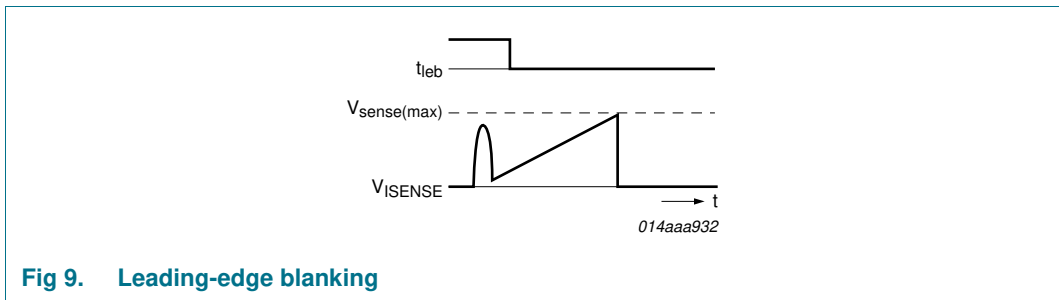 tleb
Vsense(max)
VISENSE
t
014aaa932
Fig 9. Leading-edge blanking